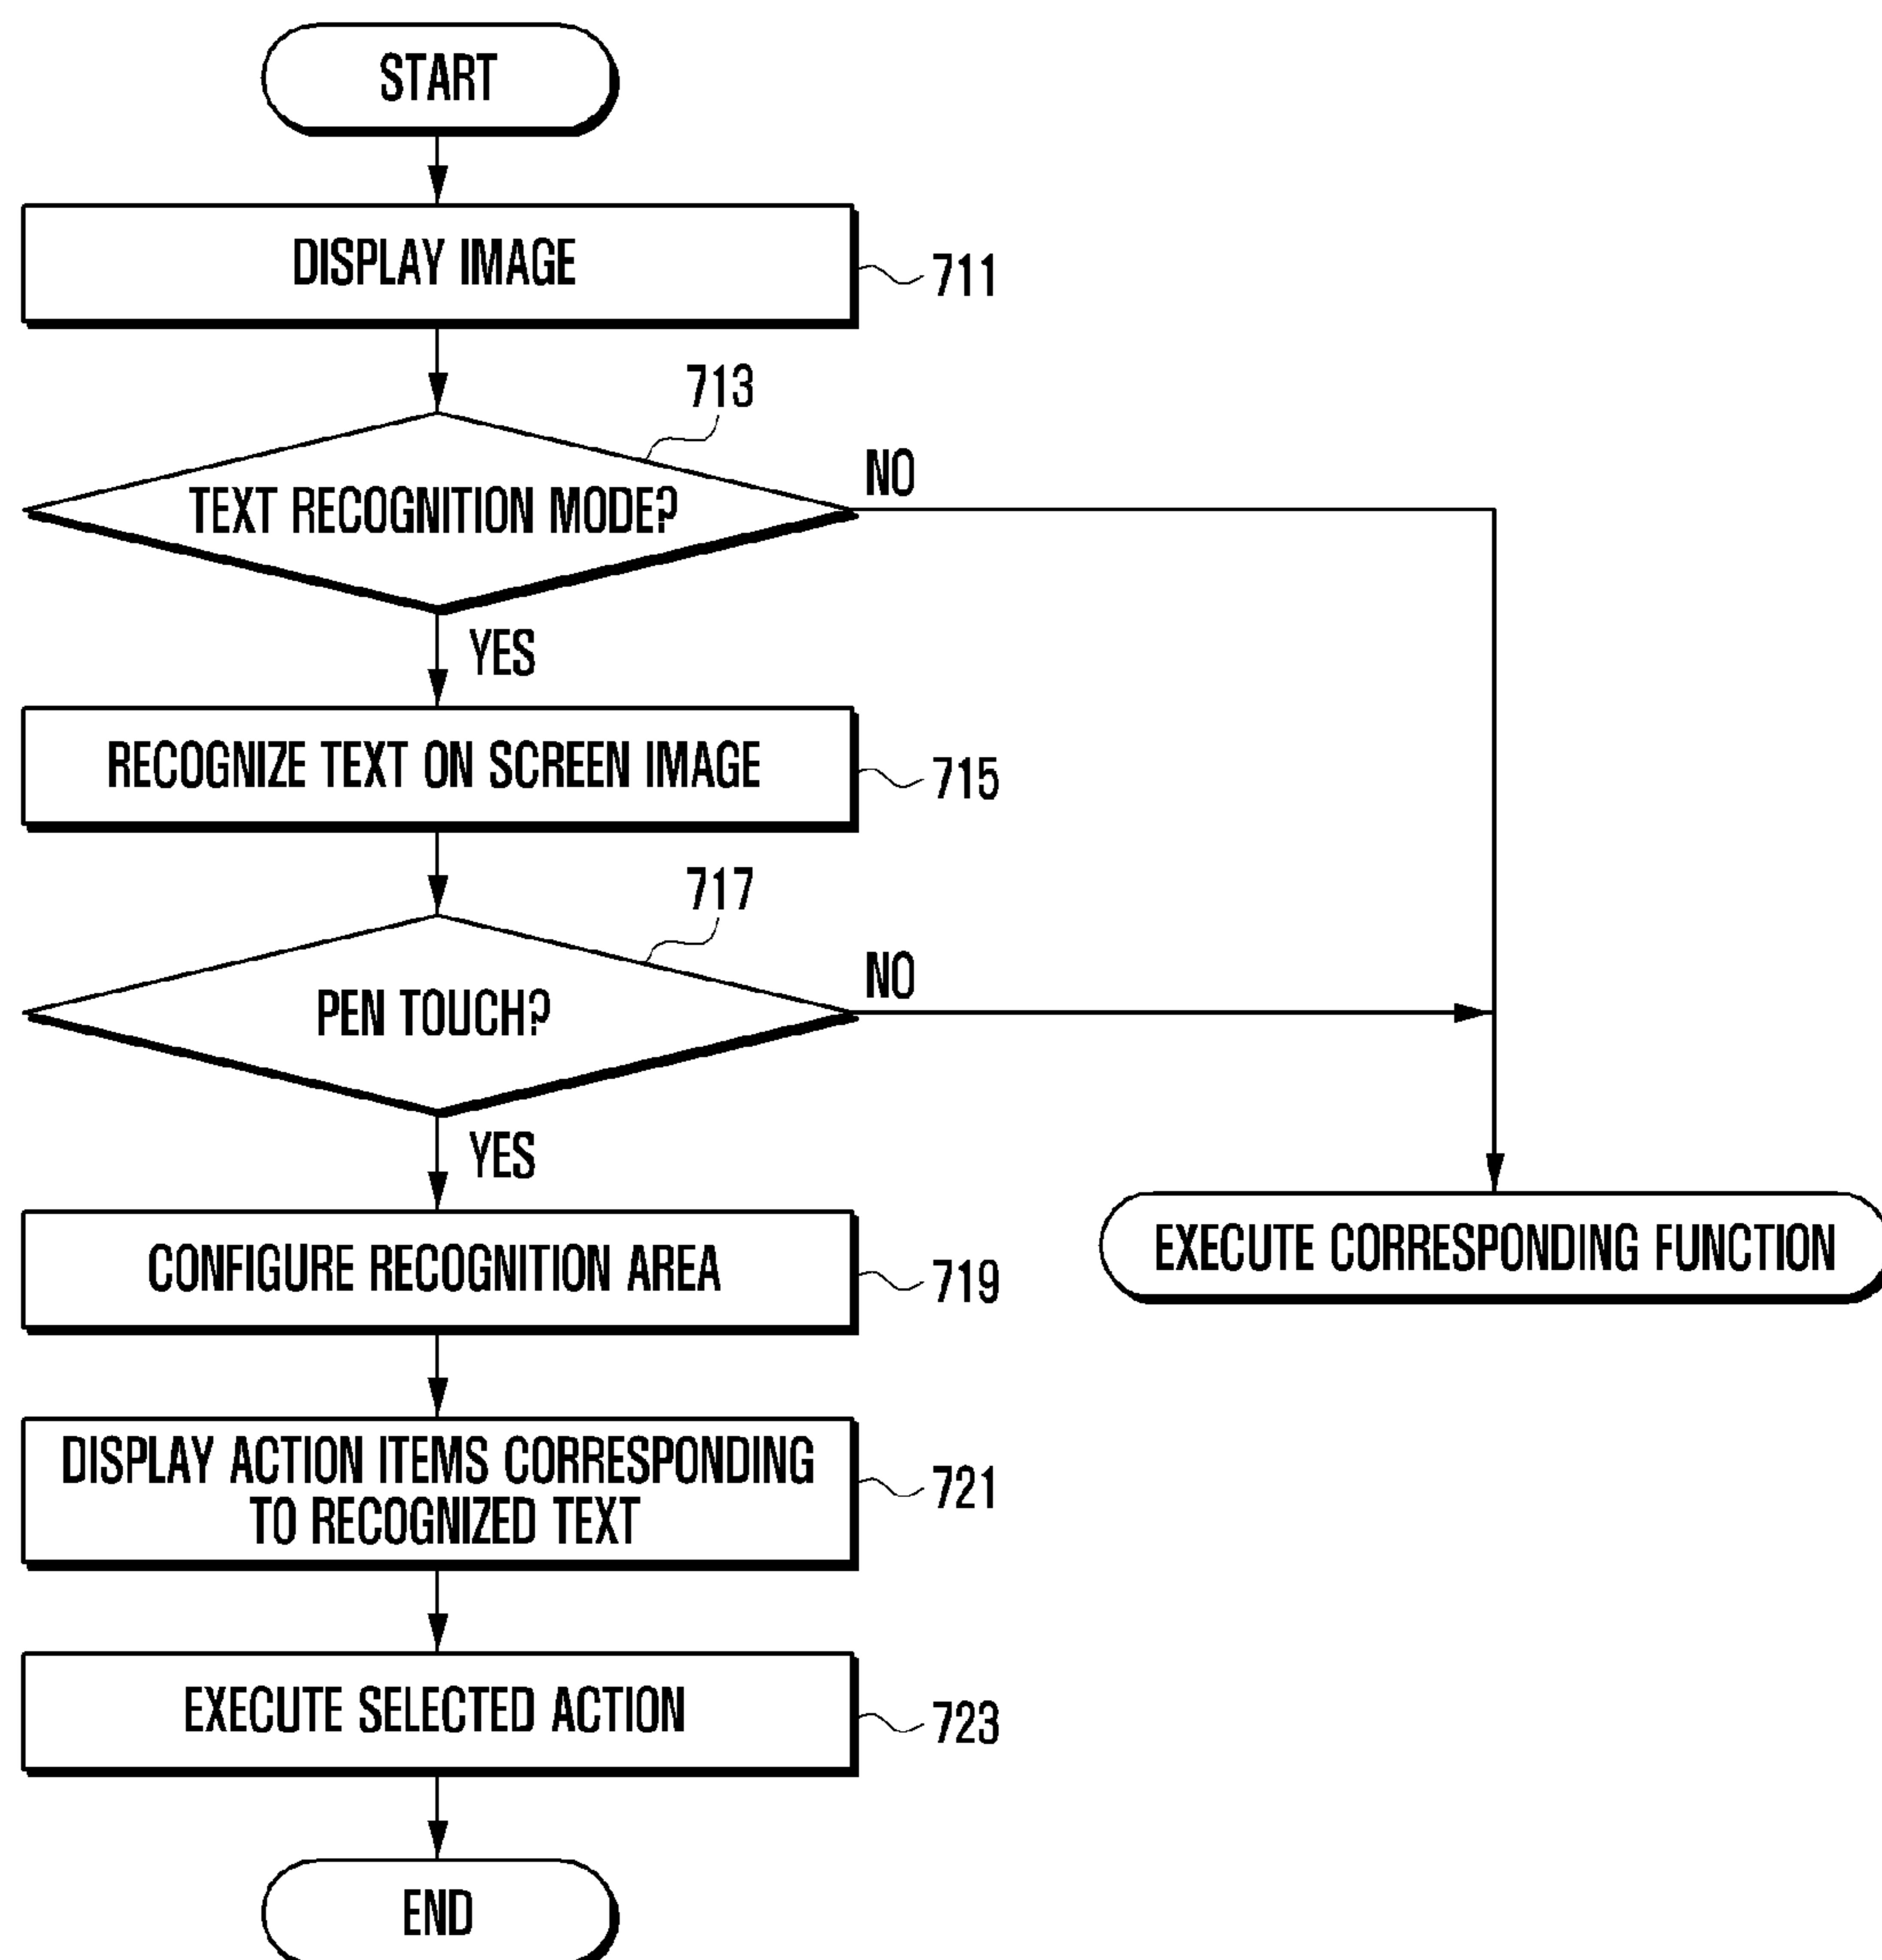 START
DISPLAY IMAGE
711
713
TEXT RECOGNITION MODE?
NO
YES
RECOGNIZE TEXT ON SCREEN IMAGE
715
717
PEN TOUCH?
NO
YES
CONFIGURE RECOGNITION AREA
719
EXECUTE CORRESPONDING FUNCTION
DISPLAY ACTION ITEMS CORRESPONDING
TO RECOGNIZED TEXT
721
EXECUTE SELECTED ACTION
723
END